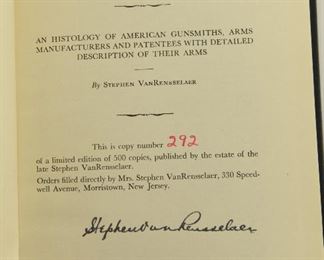 AN HISTOLOGY OF AMERICAN GUNSMITHS, ARMS
MANUFACTURERS AND PATENTEES WITH DETAILED
DESCRIPTION OF THEIR ARMS
By Stephen VanRensselaer
This is copy number 292
of a limited edition of 500 copies, published by the estate of the
late Stephen VanRensselaer.
Orders filled directly by Mrs. Stephen VanRensselaer, 330 Speed-
well Avenue, Morristown, New Jersey.
Stephen van Rensselaer